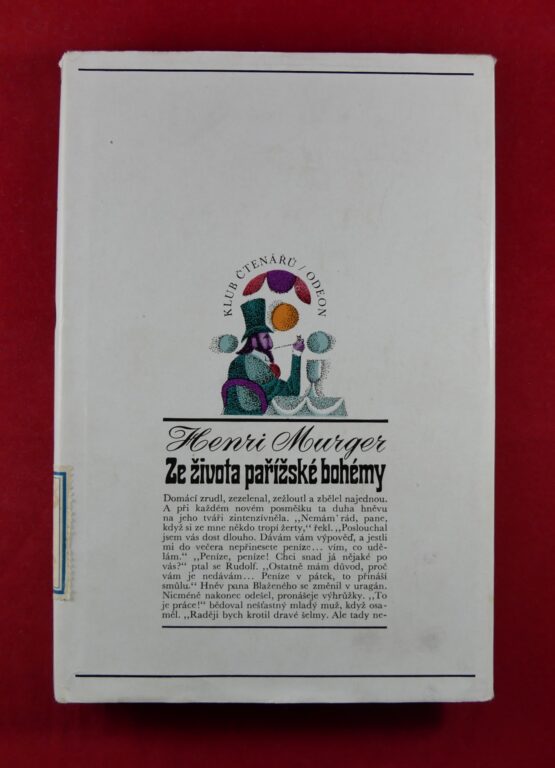 KLUB ČTENÁŘŮ / ODEON
Henri Murger
Ze života pařížské bohémy
Domácí zrudl, zezelenal, zežloutl a zbělel najednou.
A při každém novém posměšku ta duha hněvu
na jeho tváři zintenzívněla. ,,Nemám rád, pane,
když si ze mne někdo tropí žerty,“ řekl. ,,Poslouchal
jsem vás dost dlouho. Dávám vám výpověď, a jestli
mi do večera nepřinesete peníze... vím, co udě-
lám.“ ,,Peníze, peníze! Chci snad já nějaké po
vás?“ ptal se Rudolf. ,,Ostatně mám důvod, proč
vám je nedávám... Peníze v pátek, to přináší
smůlu.“ Hněv pana Blaženého se změnil v uragán.
Nicméně nakonec odešel, pronášeje výhrůžky. ,,To
je práce!“ bědoval nešťastný mladý muž, když osa-
měl. ,,Raději bych krotil dravé šelmy. Ale tady ne-